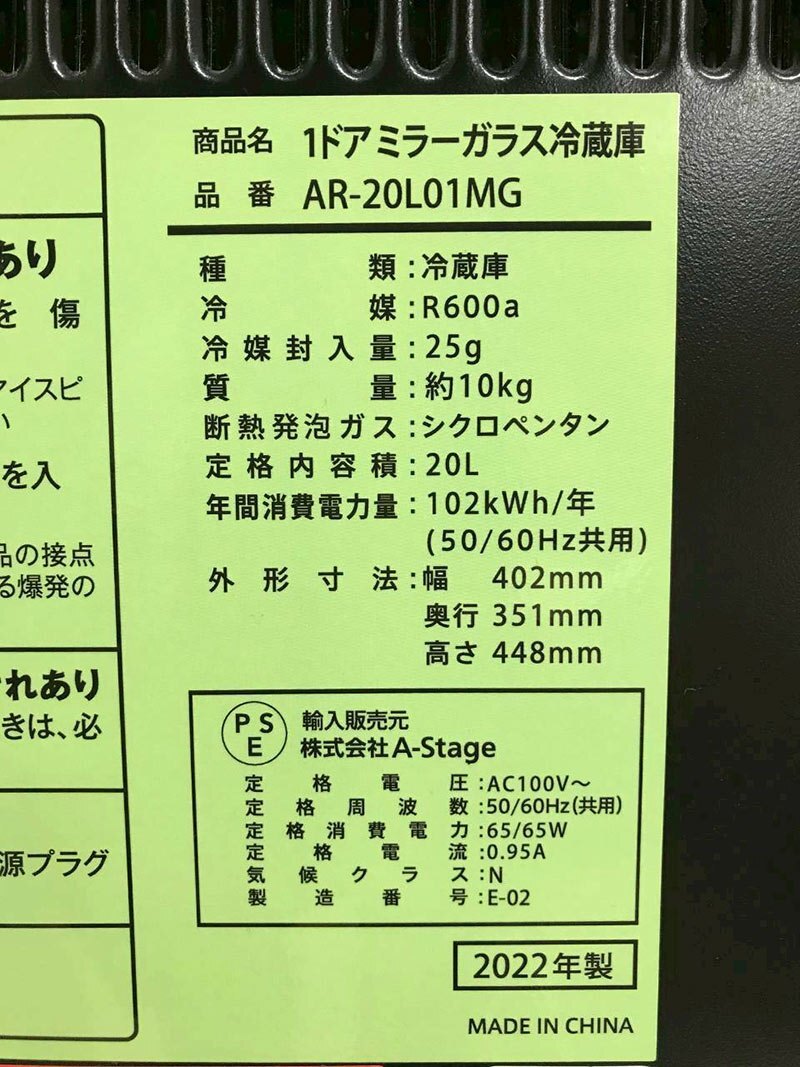 商品名 1ドアミラーガラス冷蔵庫
品番 AR-20L01MG
種類:冷蔵庫
冷媒:R600a
冷媒封入量:25g
質量:約10kg
断熱発泡ガス:シクロペンタン
定格内容積:20L
年間消費電力量:102kWh/年
(50/60Hz共用)
外形寸法:幅 402mm
奥行 351mm
高さ 448mm
PSE
輸入販売元
株式会社A-Stage
定格電圧:AC100V～
定格周波数:50/60Hz(共用)
定格消費電力:65/65W
定格電流:0.95A
気候クラス:N
製造番号:E-02
2022年製
MADE IN CHINA
あり
を 傷
アイスピ
い
を入
品の接点
る爆発の
れあり
きは、必
源プラグ